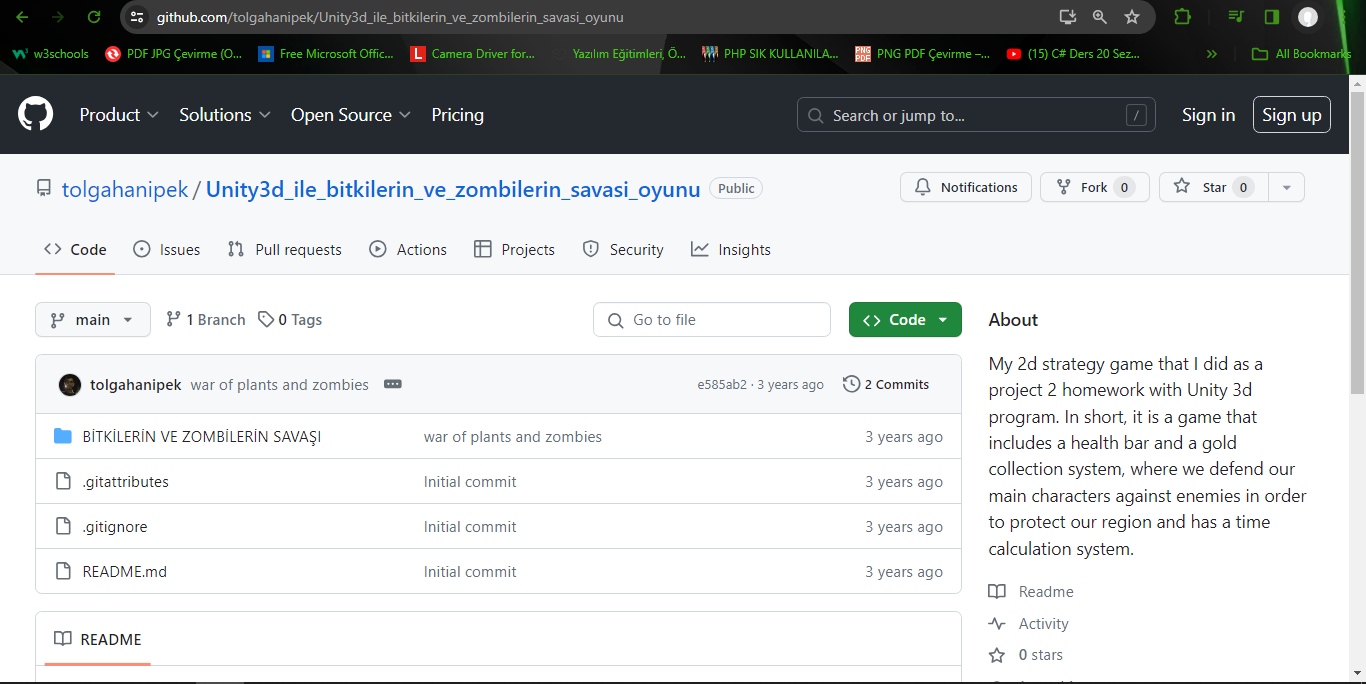 github.com/tolgahanipek/Unity3d_ile_bitkilerin_ve_zombilerin_savasi_oyunu
w3schools PDF JPG Çevirme (O... Free Microsoft Offic... Camera Driver for... Yazılım Eğitimleri, Ö... PHP SIK KULLANILA... PNG PDF Çevirme –... (15) C# Ders 20 Sez... » All Bookmarks
Product Solutions Open Source Pricing Search or jump to... / Sign in Sign up
tolgahanipek / Unity3d_ile_bitkilerin_ve_zombilerin_savasi_oyunu Public Notifications Fork 0 Star 0
Code Issues Pull requests Actions Projects Security Insights
main 1 Branch 0 Tags Go to file Code
tolgahanipek war of plants and zombies e585ab2 · 3 years ago 2 Commits
BİTKİLERİN VE ZOMBİLERİN SAVAŞI war of plants and zombies 3 years ago
.gitattributes Initial commit 3 years ago
.gitignore Initial commit 3 years ago
README.md Initial commit 3 years ago
README
About
My 2d strategy game that I did as a
project 2 homework with Unity 3d
program. In short, it is a game that
includes a health bar and a gold
collection system, where we defend our
main characters against enemies in order
to protect our region and has a time
calculation system.
Readme
Activity
0 stars